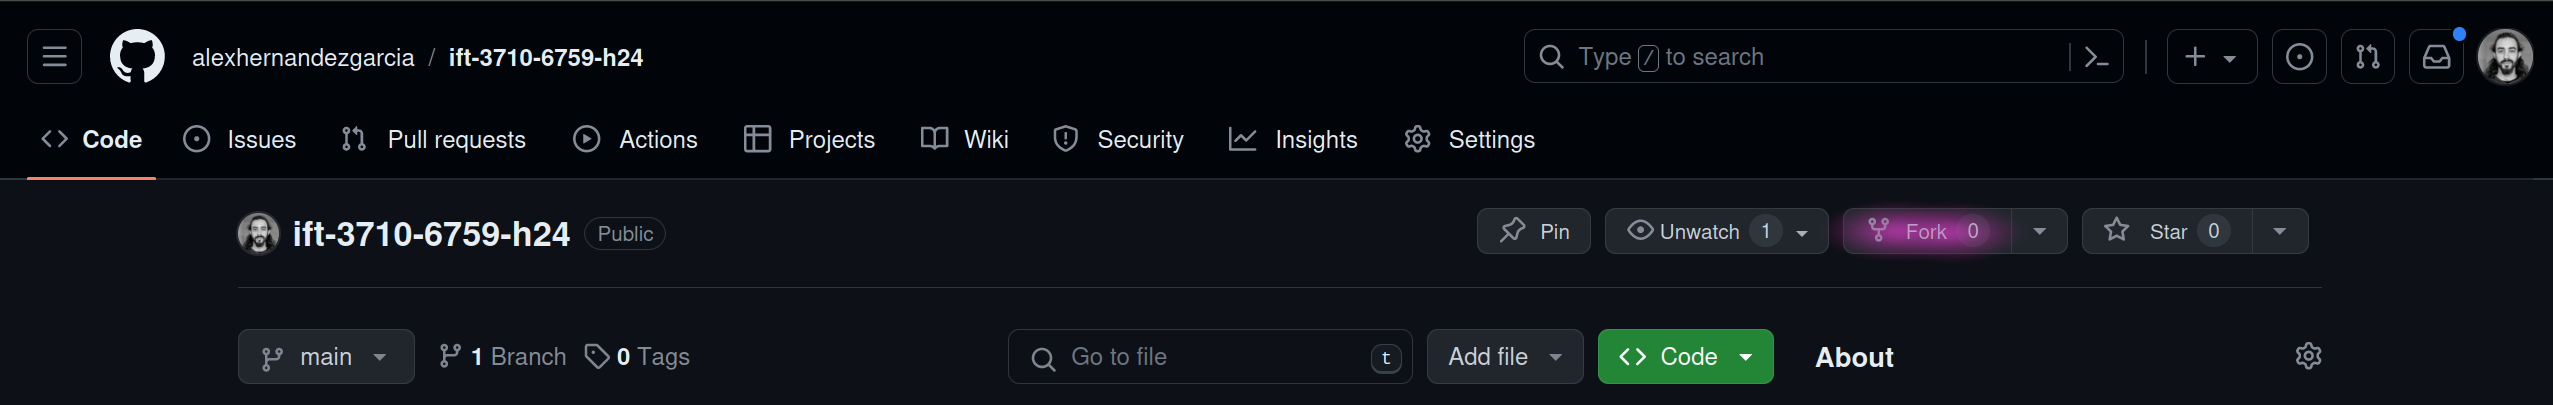 alexhernandezgarcia / ift-3710-6759-h24 Type / to search
Code Issues Pull requests Actions Projects Wiki Security Insights Settings
ift-3710-6759-h24 Public Pin Unwatch 1 Fork 0 Star 0
main 1 Branch 0 Tags Go to file t Add file Code About